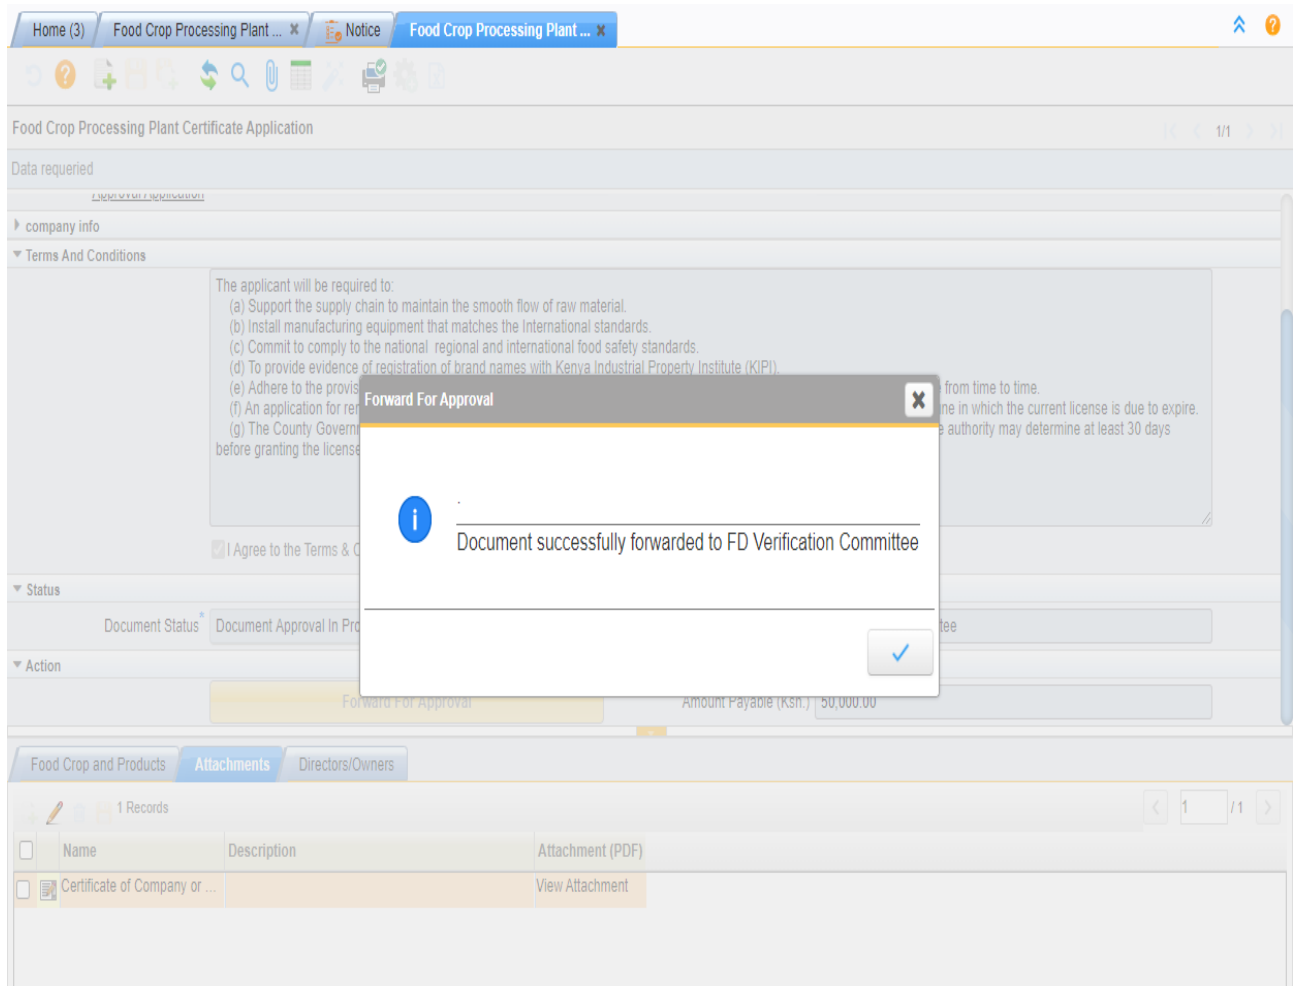 Home (3) Food Crop Processing Plant ... Notice Food Crop Processing Plant ...
Food Crop Processing Plant Certificate Application 1/1
Data requeried
Approval Application
company info
Terms And Conditions
The applicant will be required to:
(a) Support the supply chain to maintain the smooth flow of raw material.
(b) Install manufacturing equipment that matches the International standards.
(c) Commit to comply to the national regional and international food safety standards.
(d) To provide evidence of registration of brand names with Kenya Industrial Property Institute (KIPI).
(e) Adhere to the provis from time to time.
(f) An application for rer ne in which the current license is due to expire.
(g) The County Govern authority may determine at least 30 days
before granting the license
Forward For Approval
.
Document successfully forwarded to FD Verification Committee
I Agree to the Terms & C
Status
Document Status* Document Approval In Pro tee
Action
Forward For Approval Amount Payable (Ksh.) 50,000.00
Food Crop and Products Attachments Directors/Owners
1 Records 1 / 1
Name Description Attachment (PDF)
Certificate of Company or ... View Attachment